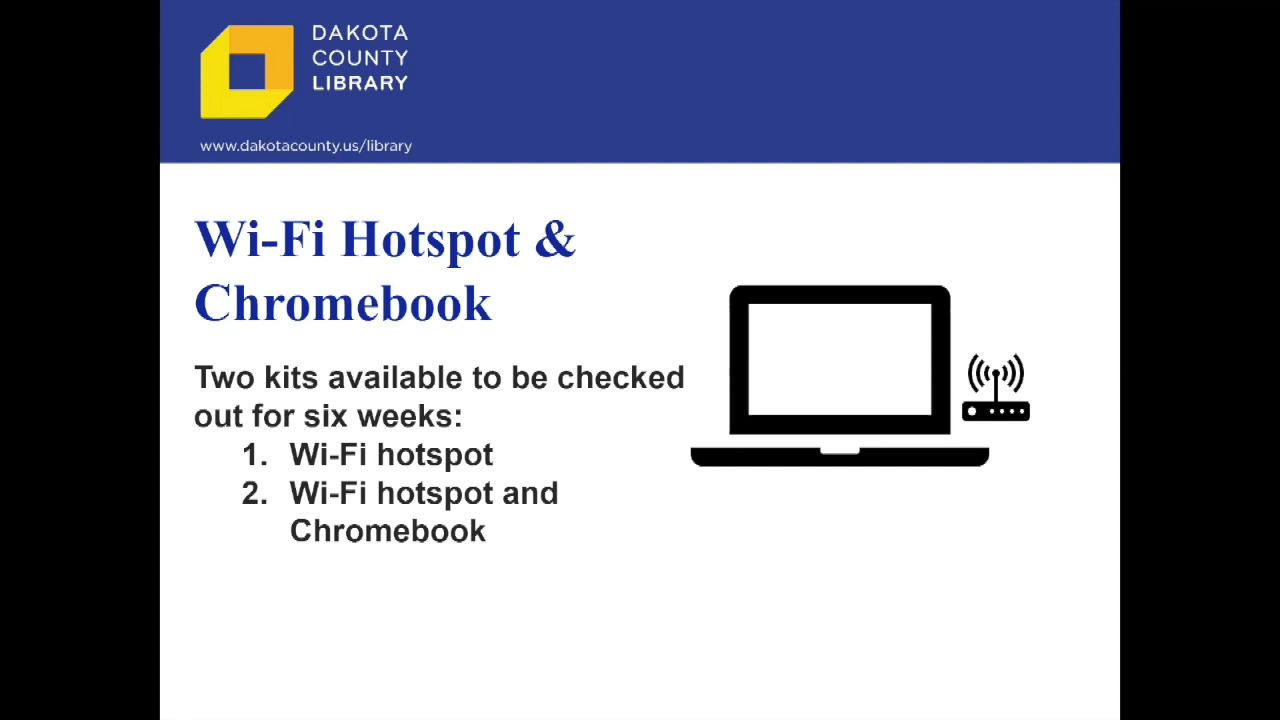 DAKOTA
COUNTY
LIBRARY
www.dakotacounty.us/library
Wi-Fi Hotspot &
Chromebook
Two kits available to be checked
out for six weeks:
1. Wi-Fi hotspot
2. Wi-Fi hotspot and
Chromebook